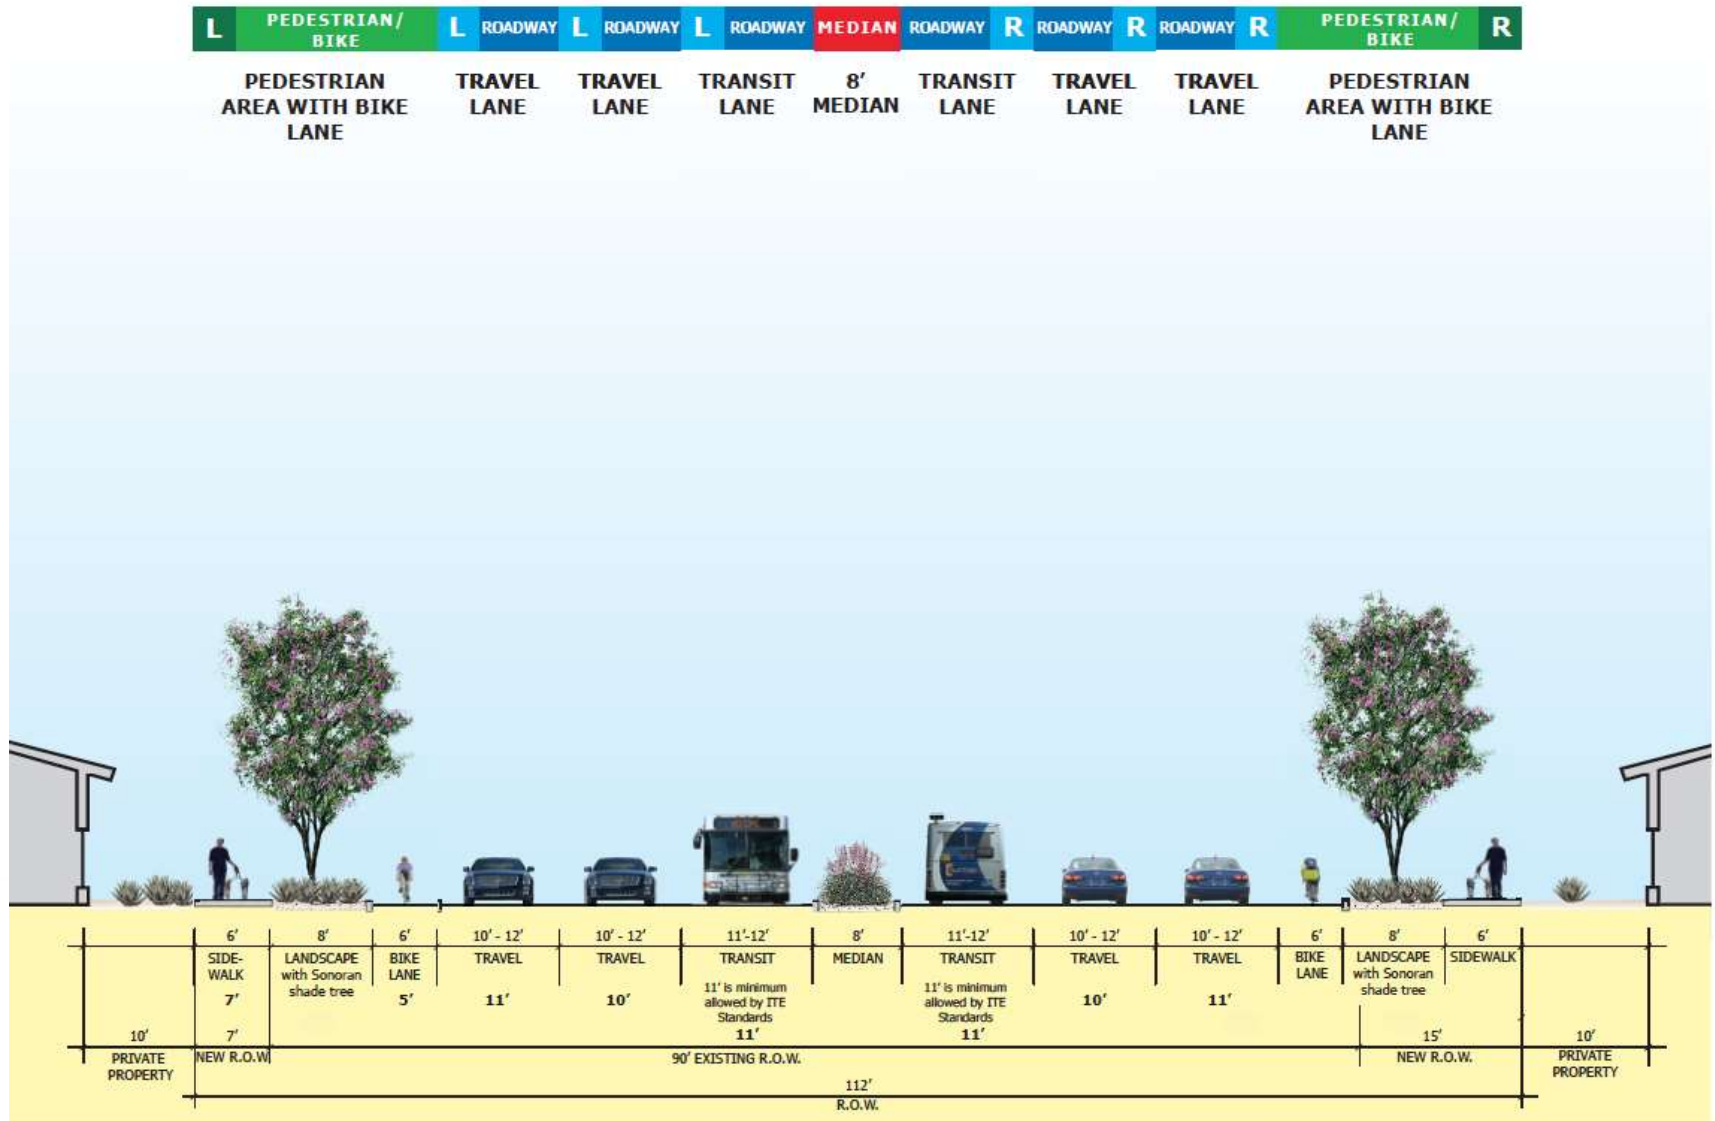 L PEDESTRIAN/ BIKE L ROADWAY L ROADWAY L ROADWAY MEDIAN ROADWAY R ROADWAY R ROADWAY R PEDESTRIAN/ BIKE R
PEDESTRIAN
AREA WITH BIKE
LANE
TRAVEL
LANE
TRAVEL
LANE
TRANSIT
LANE
8′
MEDIAN
TRANSIT
LANE
TRAVEL
LANE
TRAVEL
LANE
PEDESTRIAN
AREA WITH BIKE
LANE
6′
SIDE-
WALK
7′
8′
LANDSCAPE
with Sonoran
shade tree
6′
BIKE
LANE
5′
10′ - 12′
TRAVEL
11′
10′ - 12′
TRAVEL
10′
11′-12′
TRANSIT
11′ is minimum
allowed by ITE
Standards
11′
8′
MEDIAN
11′-12′
TRANSIT
11′ is minimum
allowed by ITE
Standards
11′
10′ - 12′
TRAVEL
10′
10′ - 12′
TRAVEL
11′
6′
BIKE
LANE
8′
LANDSCAPE
with Sonoran
shade tree
6′
SIDEWALK
10′
PRIVATE
PROPERTY
7′
NEW R.O.W
90′ EXISTING R.O.W.
15′
NEW R.O.W.
10′
PRIVATE
PROPERTY
112′
R.O.W.